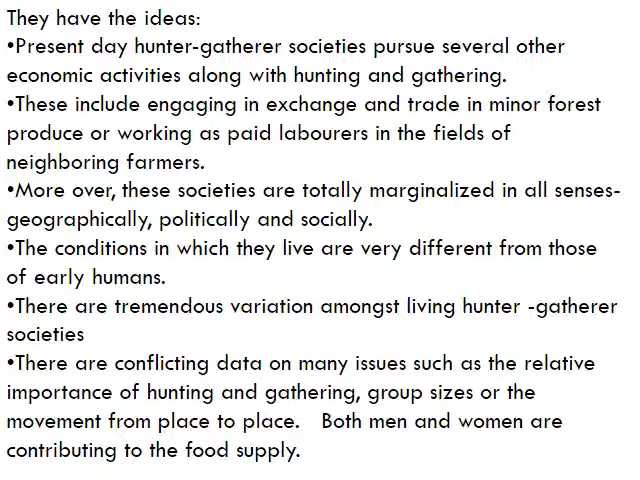 They have the ideas:
•Present day hunter-gatherer societies pursue several other
economic activities along with hunting and gathering.
•These include engaging in exchange and trade in minor forest
produce or working as paid labourers in the fields of
neighboring farmers.
•More over, these societies are totally marginalized in all senses-
geographically, politically and socially.
•The conditions in which they live are very different from those
of early humans.
•There are tremendous variation amongst living hunter -gatherer
societies
•There are conflicting data on many issues such as the relative
importance of hunting and gathering, group sizes or the
movement from place to place.   Both men and women are
contributing to the food supply.